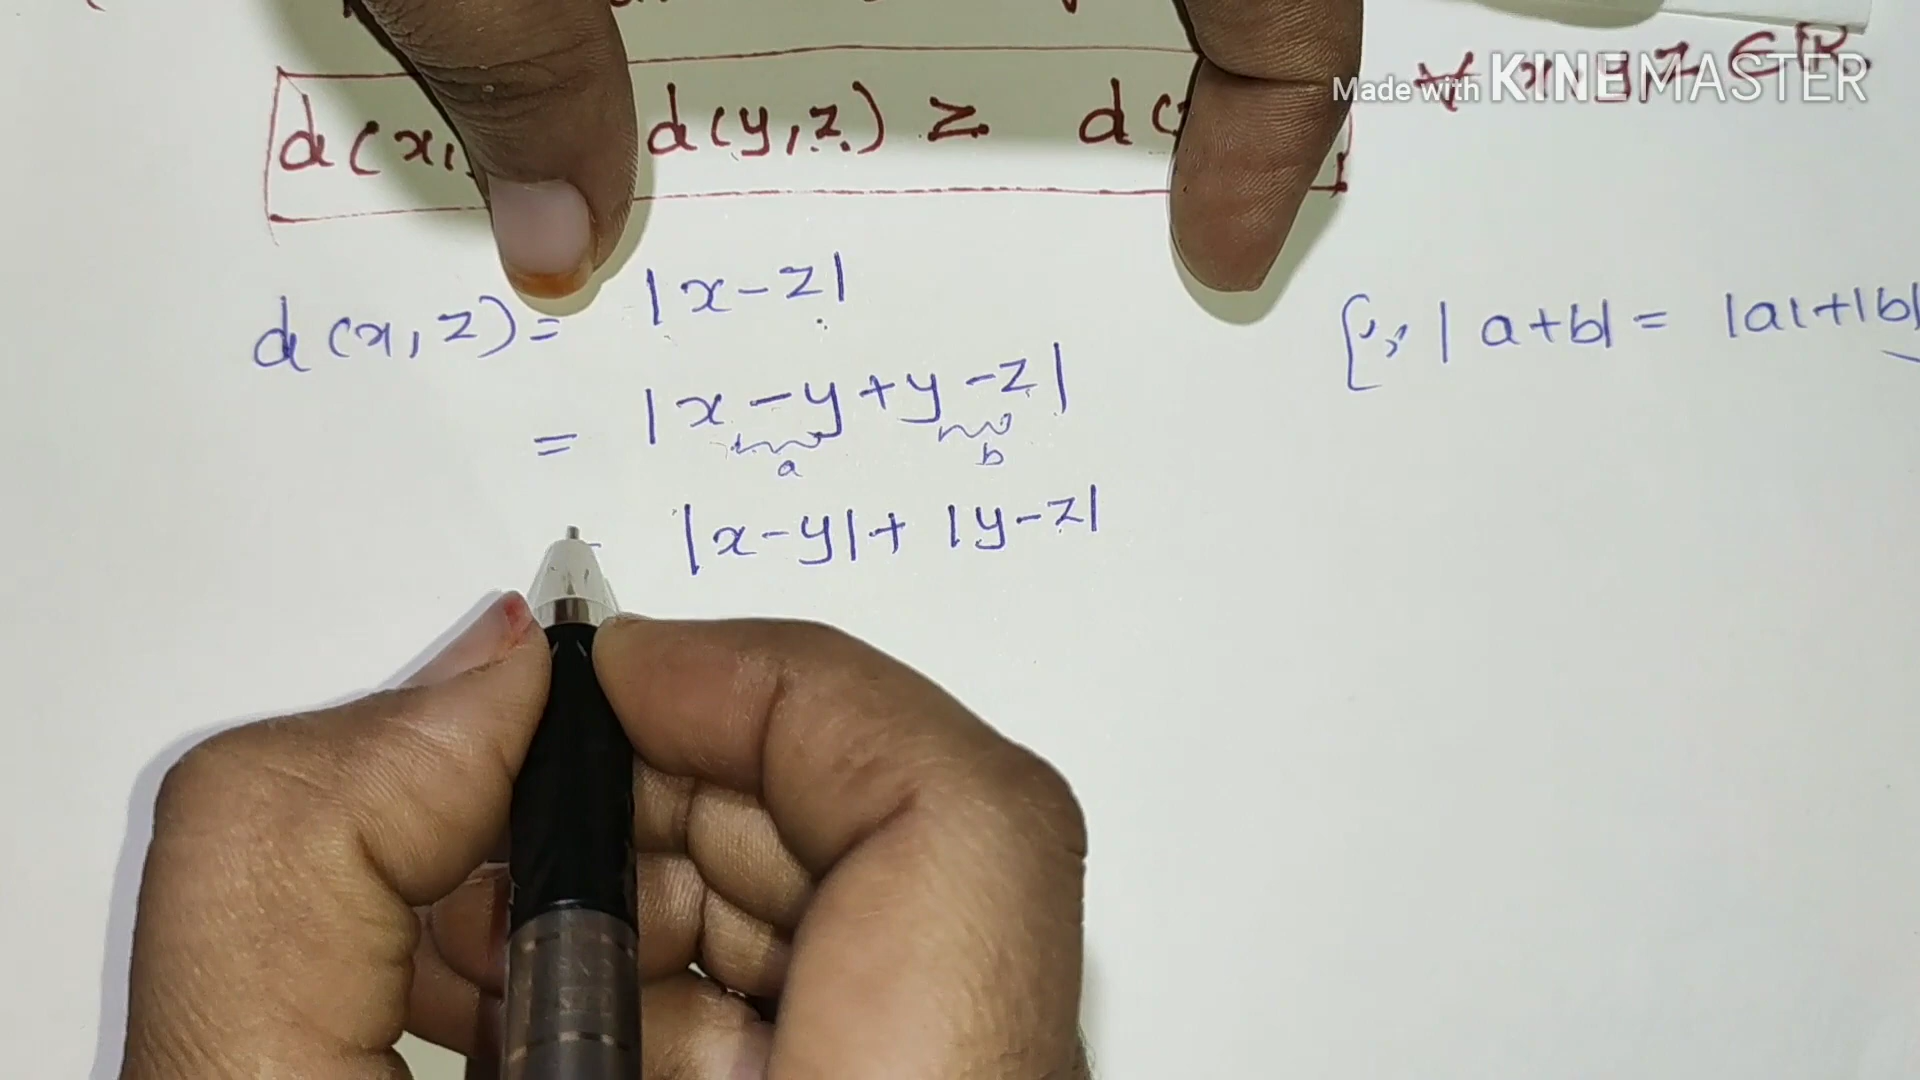 d(x, d(y,z) ≥ d(
∀ x,y,z ∈ ℝ.
Made with KINEMASTER
d(x,z) = |x-z|
[∵ |a+b| = |a|+|b|
= |x-y+y-z|
a b
|x-y|+ |y-z|